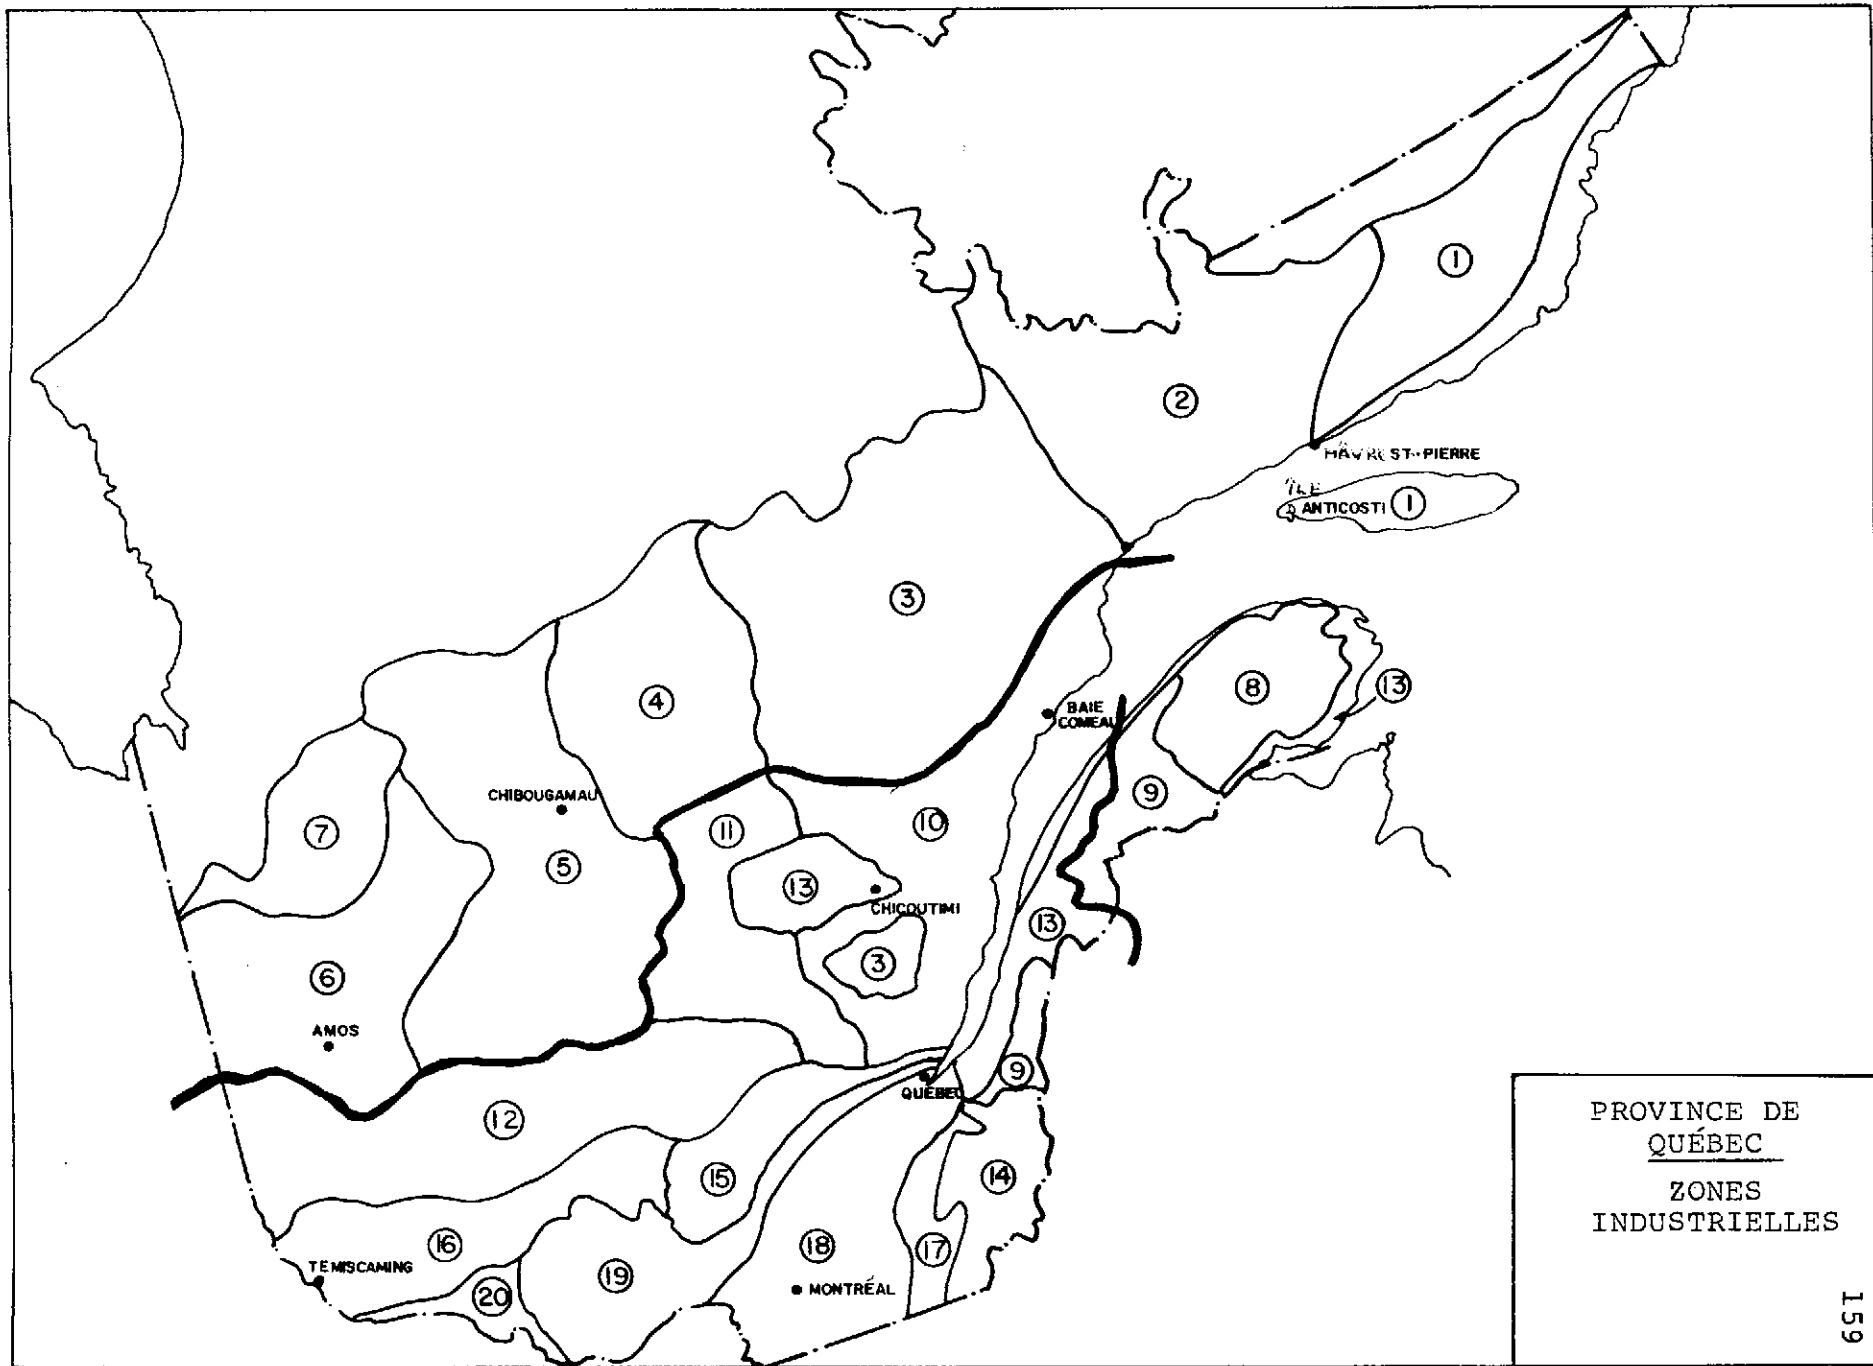 1
2
HÂVRE ST-PIERRE
ÎLE
ANTICOSTI 1
3
8
13
4
BAIE
COMEAU
9
CHIBOUGAMAU
7
11
10
5
13
CHICOUTIMI
13
3
6
AMOS
9
QUÉBEC
12
15
14
16
18
17
TEMISCAMING
19
20
MONTRÉAL
PROVINCE DE
QUÉBEC
ZONES
INDUSTRIELLES
159